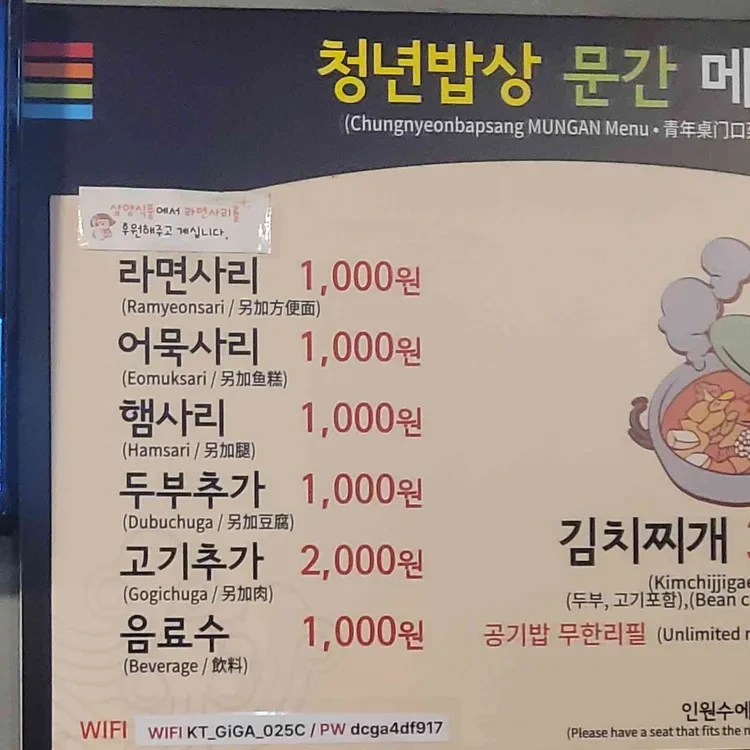 청년밥상 문간 메
(Chungnyeonbapsang MUNGAN Menu • 青年桌门口
삼양식품에서 라면사리를
후원해주고 계십니다.
라면사리 1,000원
(Ramyeonsari / 另加方便面)
어묵사리 1,000원
(Eomuksari / 另加鱼糕)
햄사리 1,000원
(Hamsari / 另加腿)
두부추가 1,000원
(Dubuchuga / 另加豆腐)
고기추가 2,000원
(Gogichuga / 另加肉)
음료수 1,000원
(Beverage / 飮料)
김치찌개
(Kimchijjigae
(두부, 고기포함),(Bean c
공기밥 무한리필 (Unlimited
인원수에
(Please have a seat that fits the
WIFI WIFI KT_GiGA_025C / PW dcga4df917